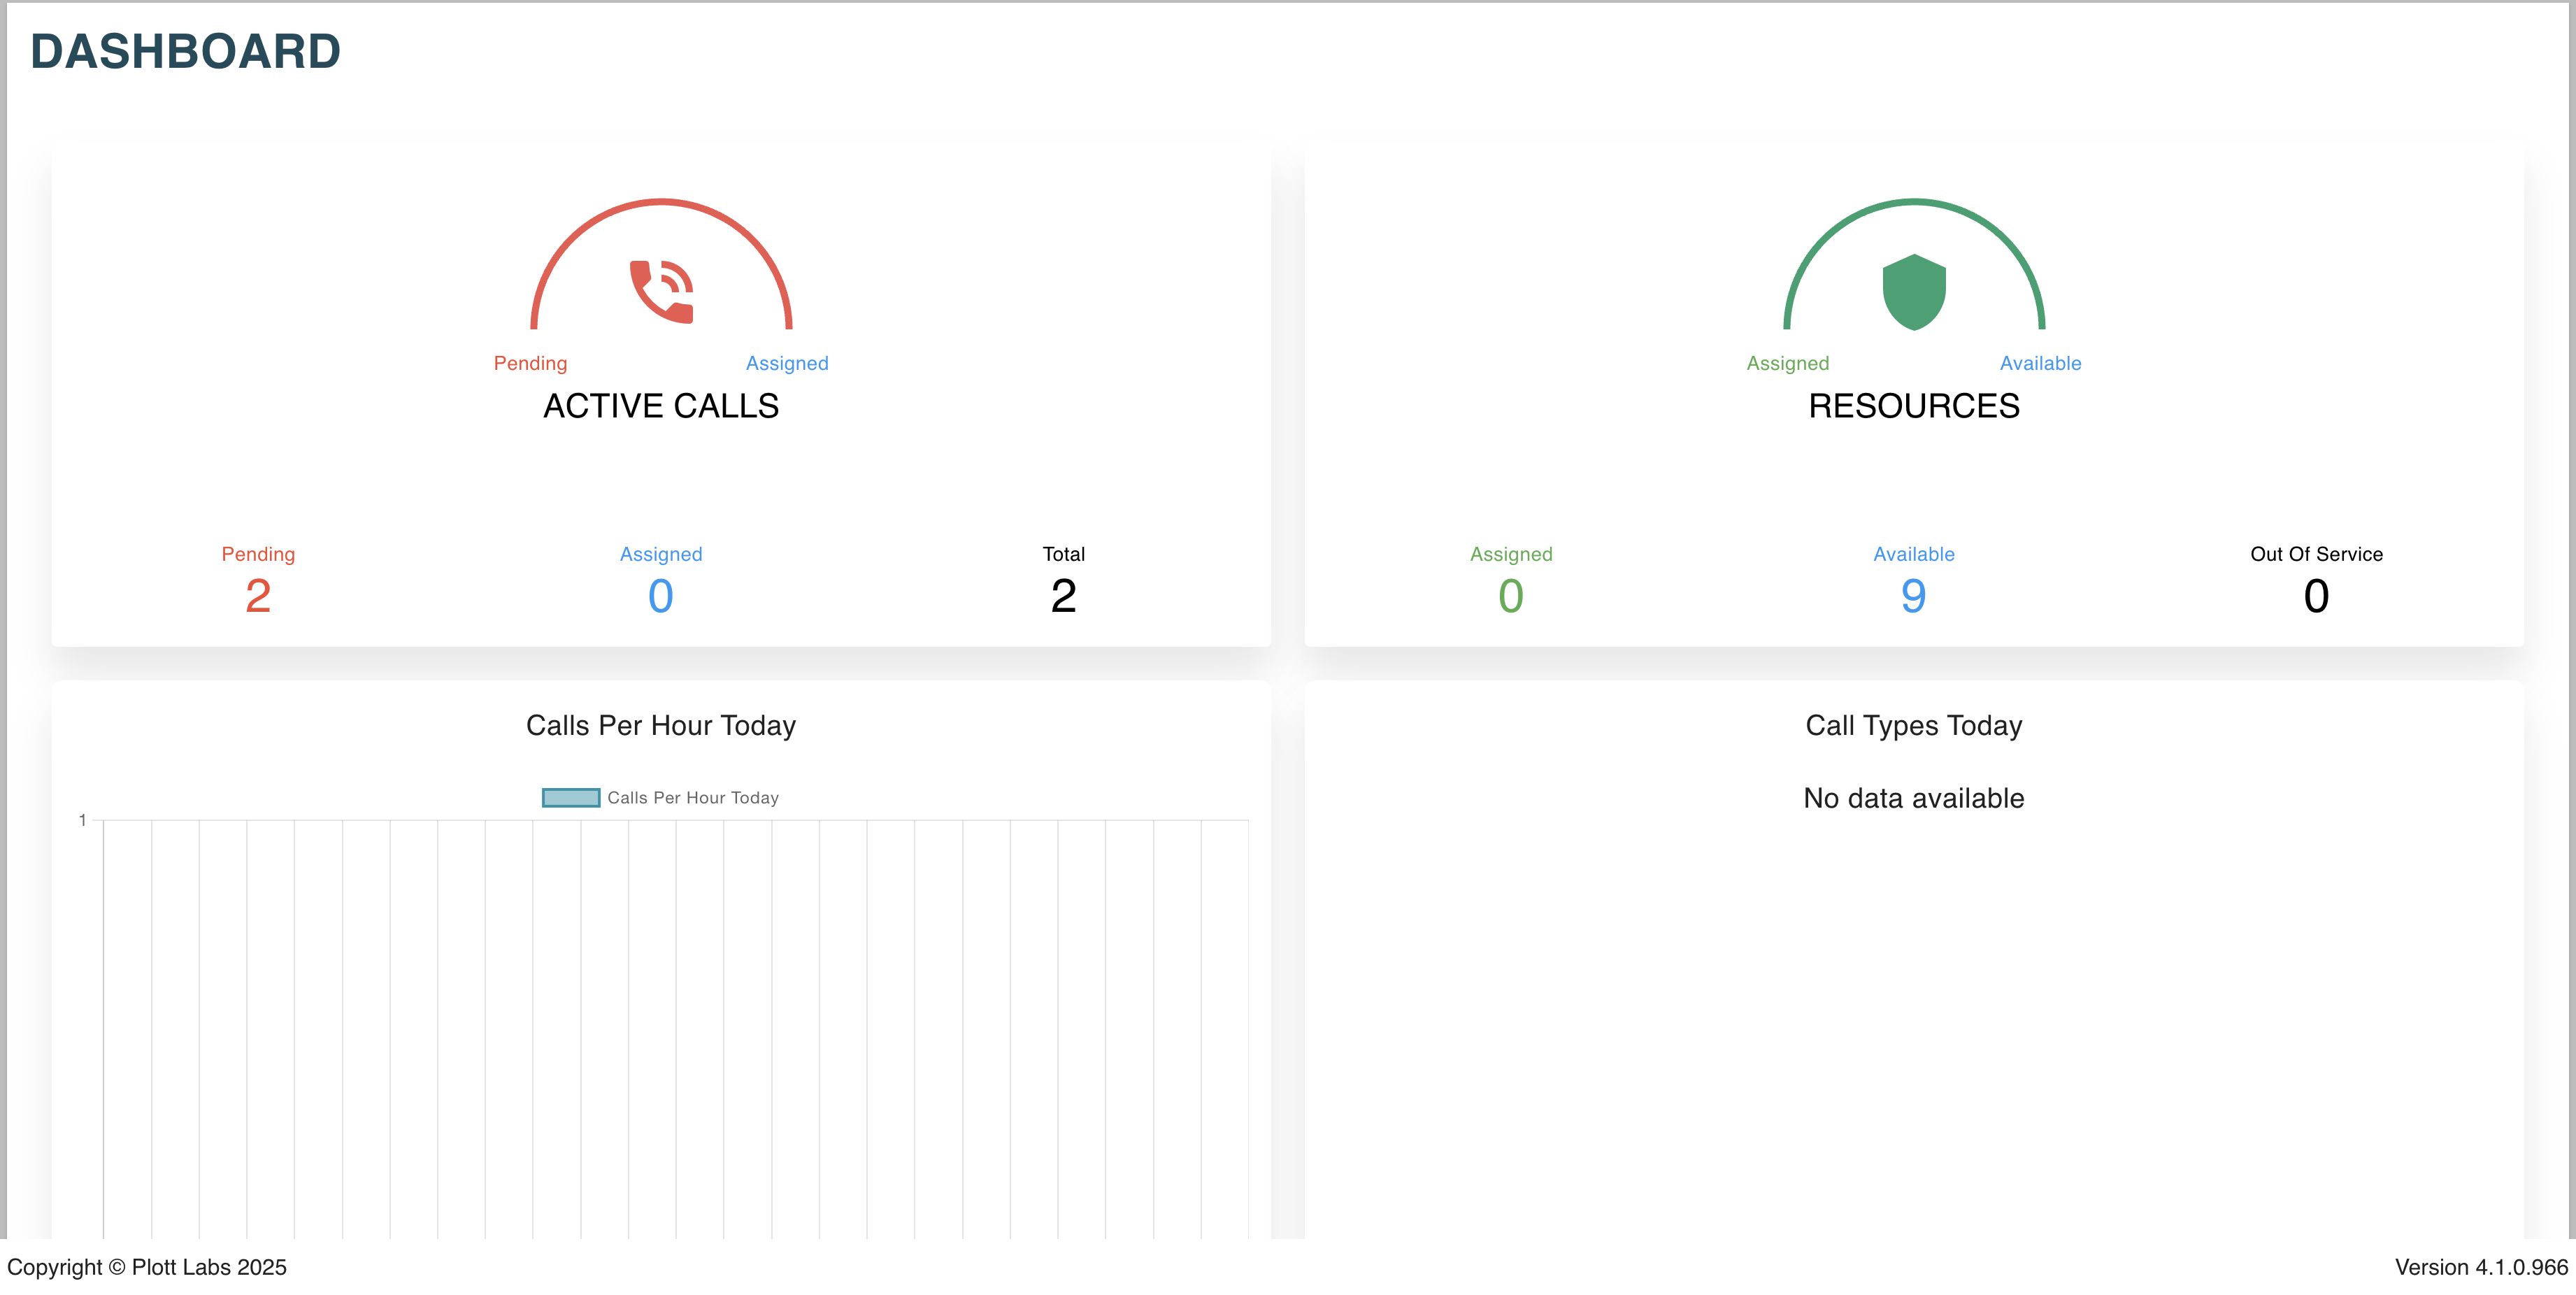 DASHBOARD
Pending Assigned
ACTIVE CALLS
Pending Assigned Total
2 0 2
Assigned Available
RESOURCES
Assigned Available Out Of Service
0 9 0
Calls Per Hour Today
Calls Per Hour Today
1
Call Types Today
No data available
Copyright © Plott Labs 2025
Version 4.1.0.966